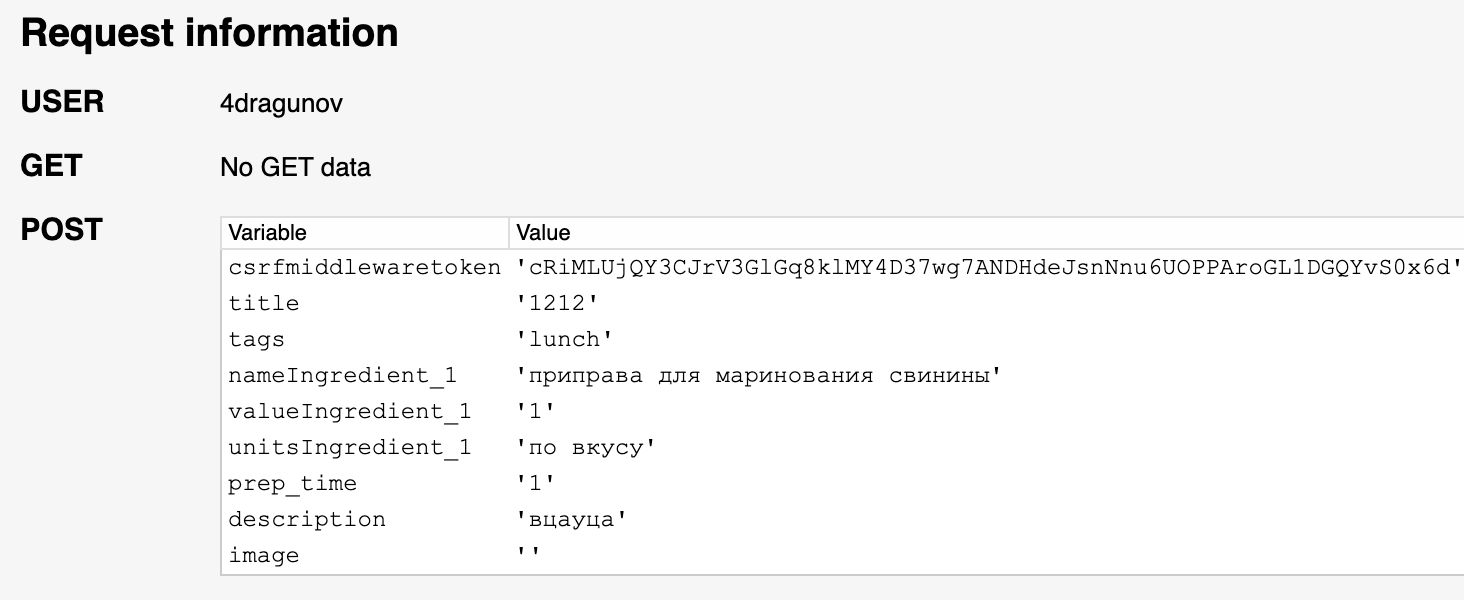 Request information
USER 4dragunov
GET No GET data
POST Variable Value
csrfmiddlewaretoken 'cRiMLUjQY3CJrV3GlGq8klMY4D37wg7ANDHdeJsnNnu6UOPPAroGL1DGQYvS0x6d'
title '1212'
tags 'lunch'
nameIngredient_1 'приправа для маринования свинины'
valueIngredient_1 '1'
unitsIngredient_1 'по вкусу'
prep_time '1'
description 'вцауца'
image ''